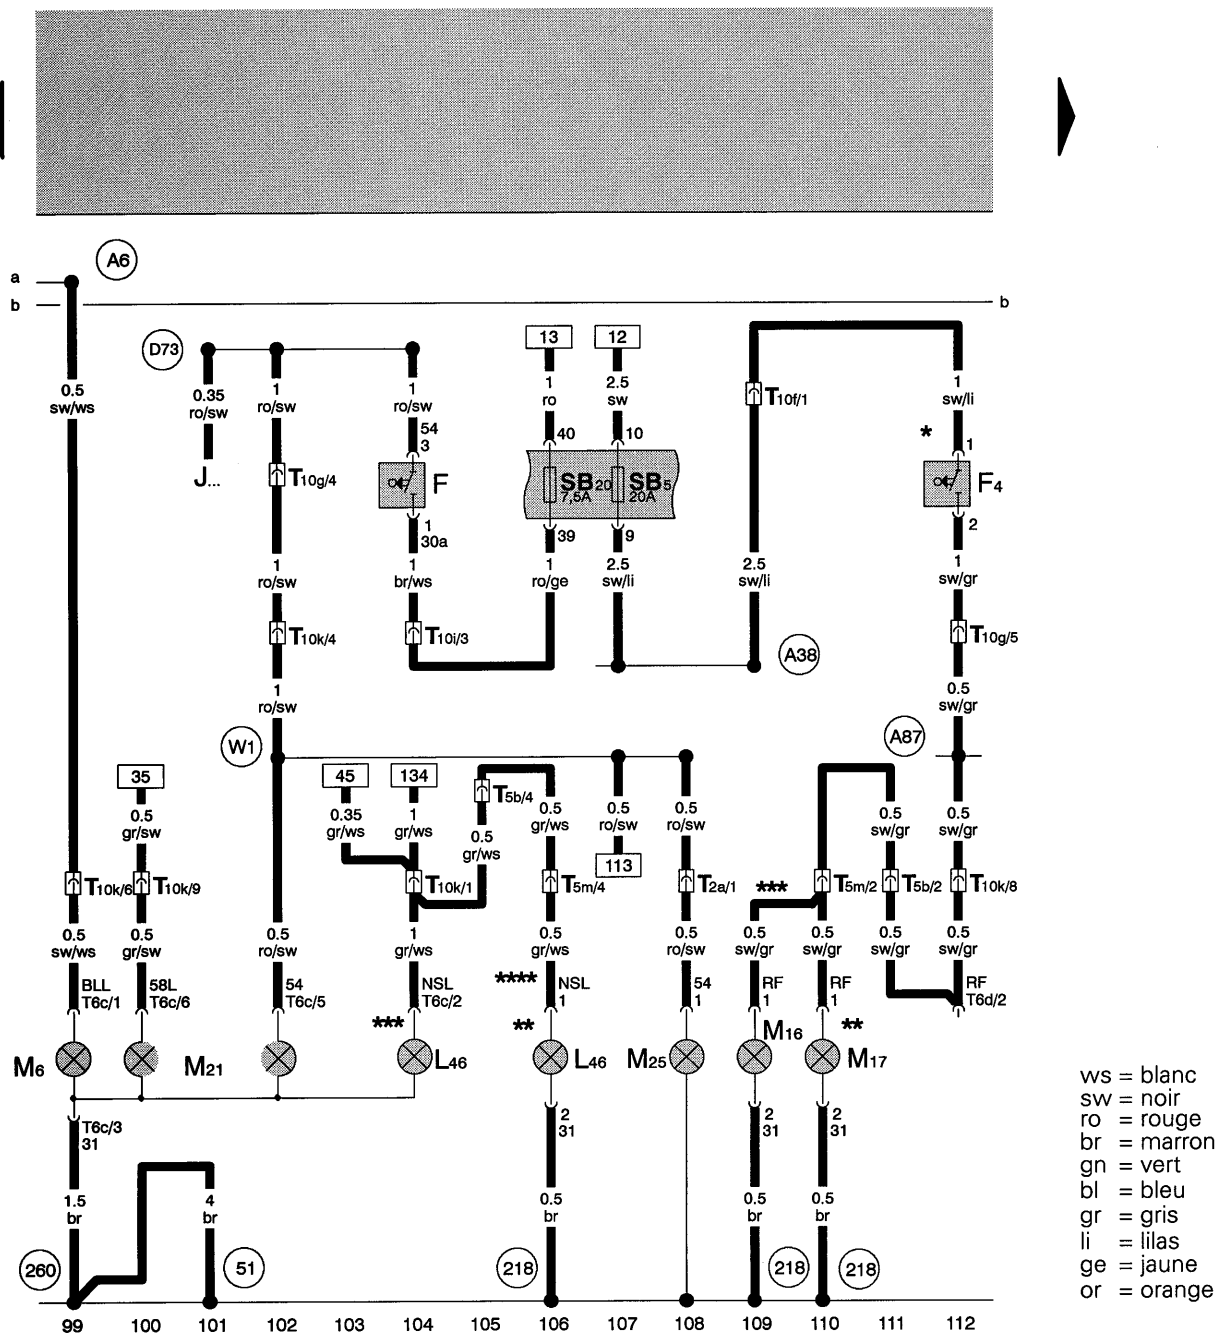 A6
a
b b
D73
13 12
0.5
sw/ws
0.35
ro/sw
1
ro/sw
1
ro/sw
1
ro
2.5
sw
T10f/1
1
sw/li
54
3
40 10
* 1
J... T10g/4 F
SB20
7,5A
SB5
20A
F4
1
30a
39 9
2
1
ro/sw
1
br/ws
1
ro/ge
2.5
sw/li
2.5
sw/li
1
sw/gr
T10k/4 T10i/3 T10g/5
A38
1
ro/sw
0.5
sw/gr
W1 A87
35 45 134 T5b/4
0.5
gr/sw
0.35
gr/ws
1
gr/ws
0.5
gr/ws
0.5
gr/ws
0.5
ro/sw
0.5
ro/sw
0.5
sw/gr
0.5
sw/gr
113
T10k/6 T10k/9 T10k/1 T5m/4 T2a/1 *** T5m/2 T5b/2 T10k/8
0.5
sw/ws
0.5
gr/sw
0.5
ro/sw
1
gr/ws
0.5
gr/ws
0.5
ro/sw
0.5
sw/gr
0.5
sw/gr
0.5
sw/gr
0.5
sw/gr
BLL
T6c/1
58L
T6c/6
54
T6c/5
NSL
T6c/2
****
NSL
1
54
1
RF
1
RF
1
RF
T6d/2
*** ** M16 **
M6 M21 L46 L46 M25 M17
T6c/3
31
2
31
2
31
2
31
1.5
br
4
br
0.5
br
0.5
br
0.5
br
260 51 218 218 218
99 100 101 102 103 104 105 106 107 108 109 110 111 112
ws = blanc
sw = noir
ro = rouge
br = marron
gn = vert
bl = bleu
gr = gris
li = lilas
ge = jaune
or = orange